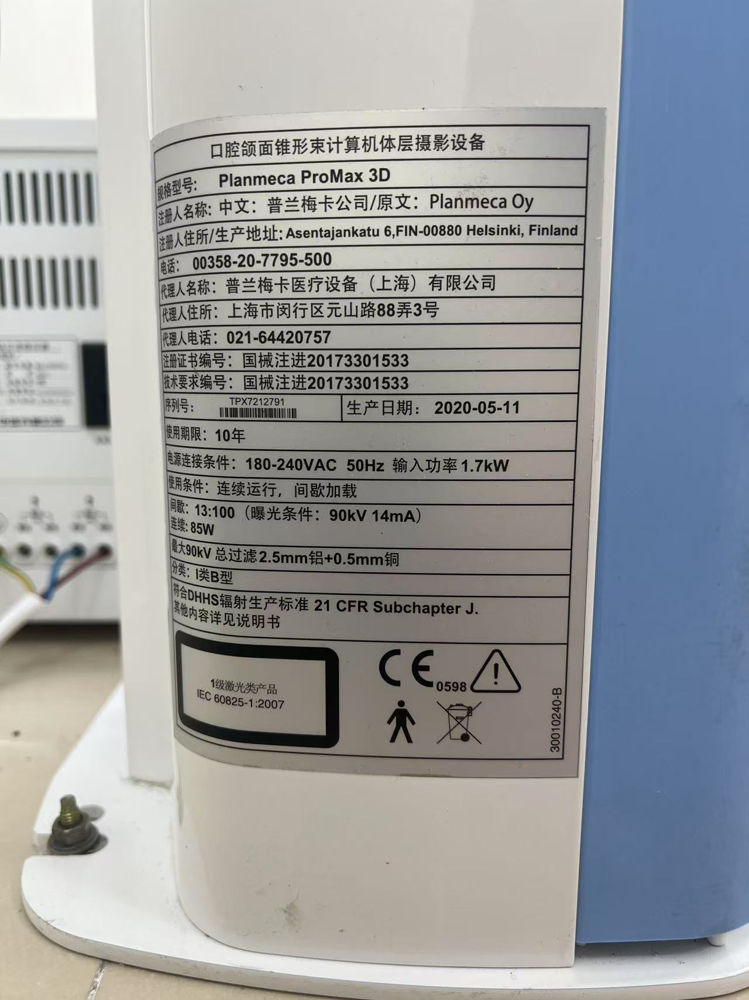 口腔颌面锥形束计算机体层摄影设备
规格型号: Planmeca ProMax 3D
注册人名称: 中文：普兰梅卡公司/原文：Planmeca Oy
注册人住所/生产地址: Asentajankatu 6,FIN-00880 Helsinki, Finland
电话： 00358-20-7795-500
代理人名称：普兰梅卡医疗设备（上海）有限公司
代理人住所：上海市闵行区元山路88弄3号
代理人电话：021-64420757
注册证书编号：国械注进20173301533
技术要求编号：国械注进20173301533
序列号： TPX7212791 生产日期： 2020-05-11
使用期限：10年
电源连接条件：180-240VAC 50Hz 输入功率1.7kW
使用条件：连续运行，间歇加载
间歇：13:100（曝光条件：90kV 14mA）
连续: 85W
最大90kV 总过滤2.5mm铝+0.5mm铜
分类：I类B型
符合DHHS辐射生产标准 21 CFR Subchapter J.
其他内容详见说明书
1级激光类产品
IEC 60825-1:2007
CE 0598
30010240-B